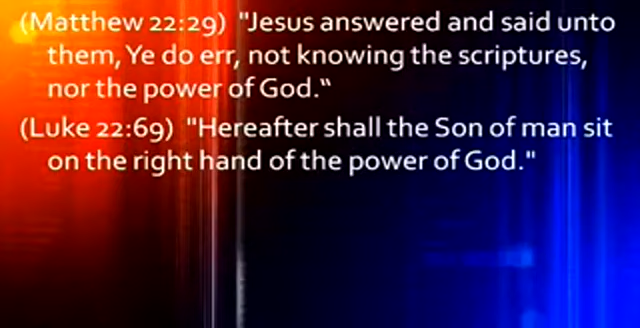 (Matthew 22:29) "Jesus answered and said unto
them, Ye do err, not knowing the scriptures,
nor the power of God.“
(Luke 22:69) "Hereafter shall the Son of man sit
on the right hand of the power of God."